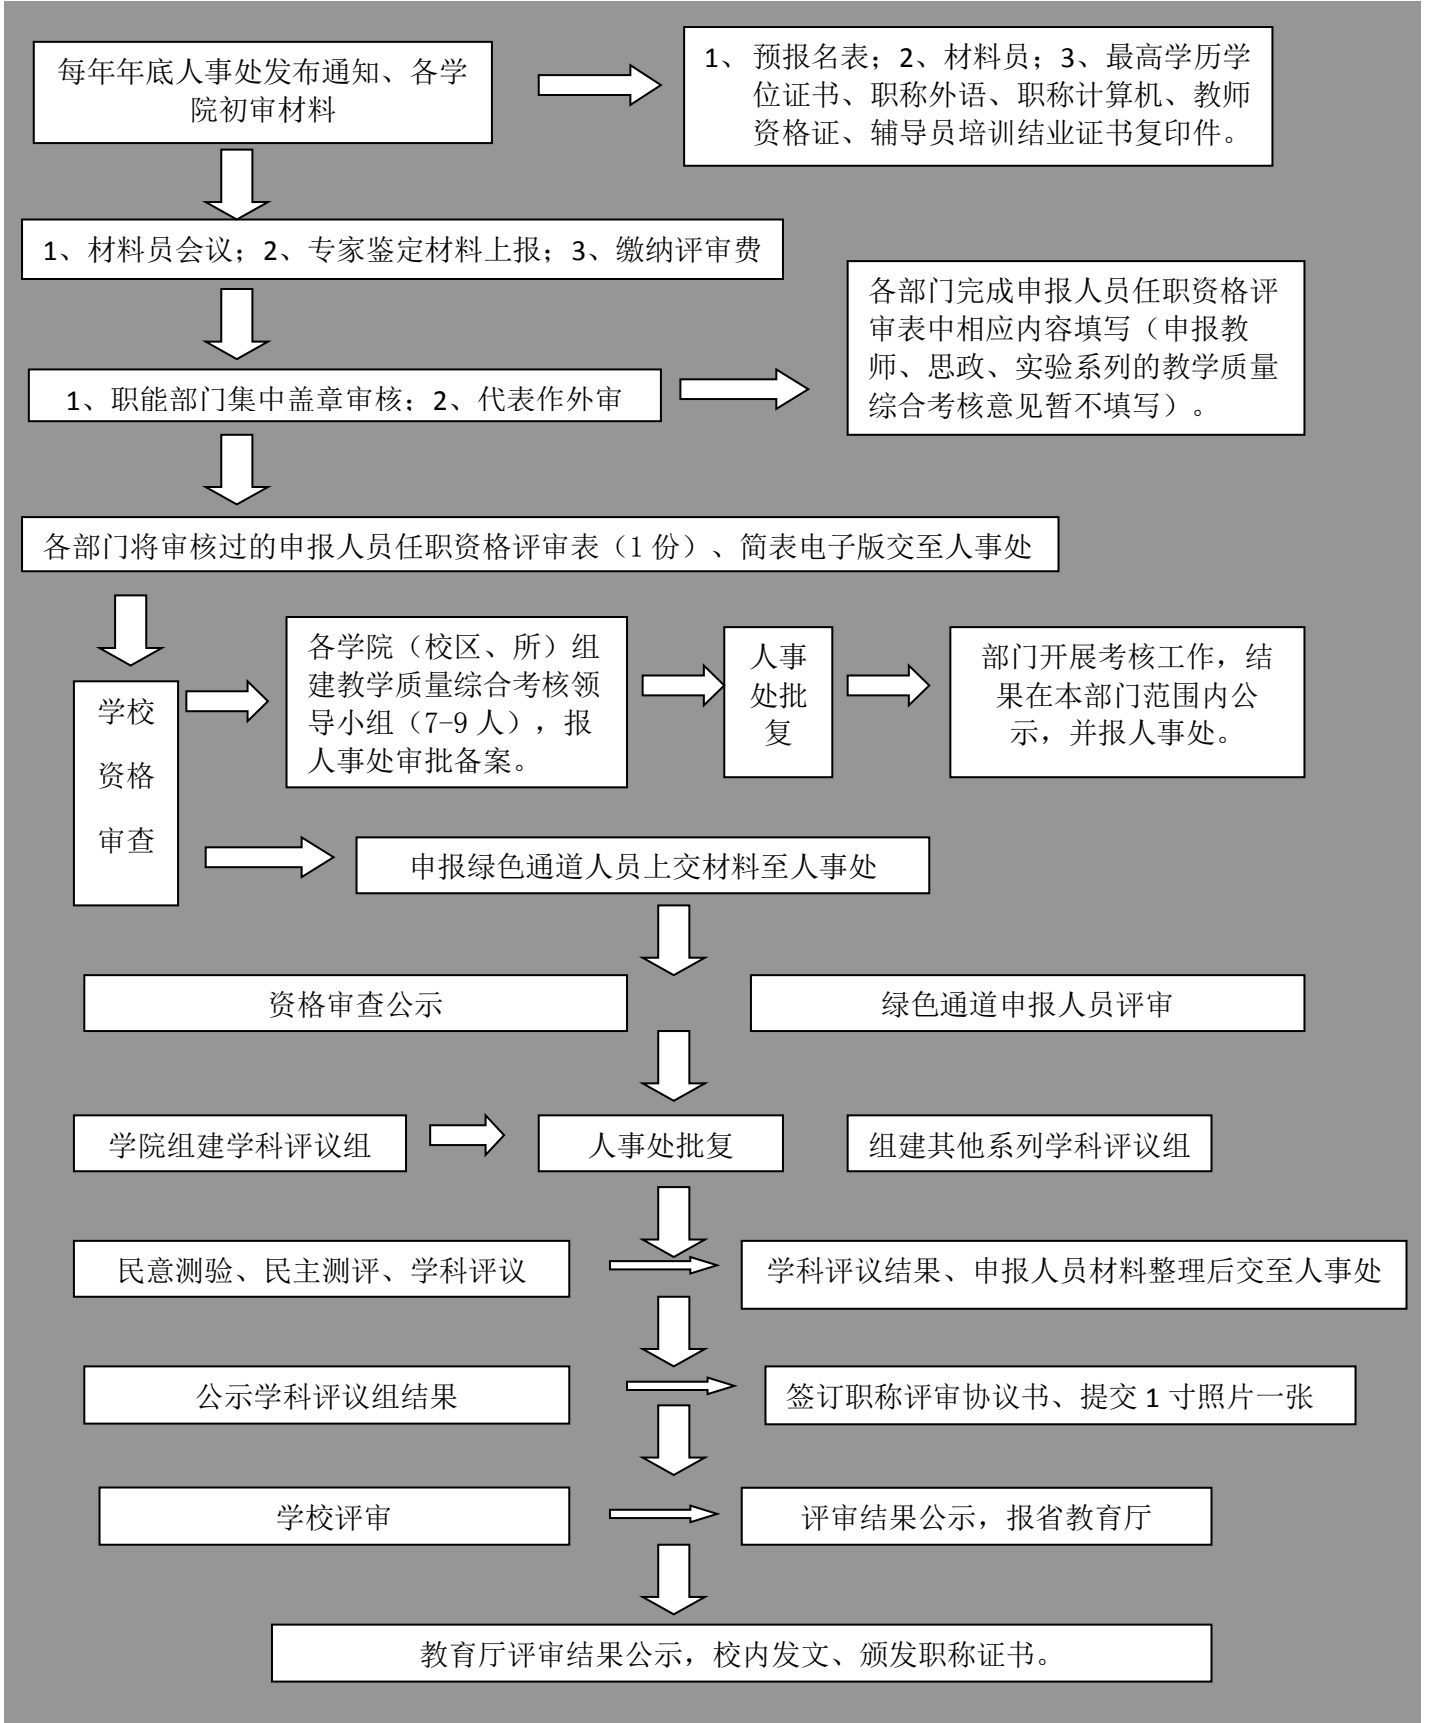 每年年底人事处发布通知、各学
院初审材料
1、 预报名表；2、材料员；3、最高学历学
位证书、职称外语、职称计算机、教师
资格证、辅导员培训结业证书复印件。
1、材料员会议；2、专家鉴定材料上报；3、缴纳评审费
各部门完成申报人员任职资格评
审表中相应内容填写（申报教
师、思政、实验系列的教学质量
综合考核意见暂不填写）。
1、职能部门集中盖章审核；2、代表作外审
各部门将审核过的申报人员任职资格评审表（1 份）、简表电子版交至人事处
学校
资格
审查
各学院（校区、所）组
建教学质量综合考核领
导小组（7-9 人），报
人事处审批备案。
人事
处批
复
部门开展考核工作，结
果在本部门范围内公
示，并报人事处。
申报绿色通道人员上交材料至人事处
资格审查公示
绿色通道申报人员评审
学院组建学科评议组
人事处批复
组建其他系列学科评议组
民意测验、民主测评、学科评议
学科评议结果、申报人员材料整理后交至人事处
公示学科评议组结果
签订职称评审协议书、提交 1 寸照片一张
学校评审
评审结果公示，报省教育厅
教育厅评审结果公示，校内发文、颁发职称证书。